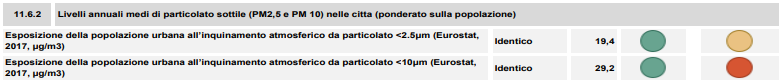 11.6.2 Livelli annuali medi di particolato sottile (PM2,5 e PM 10) nelle citta (ponderato sulla popolazione)
Esposizione della popolazione urbana all'inquinamento atmosferico da particolato <2.5µm (Eurostat,
2017, µg/m3) Identico 19,4
Esposizione della popolazione urbana all'inquinamento atmosferico da particolato <10µm (Eurostat,
2017, µg/m3) Identico 29,2